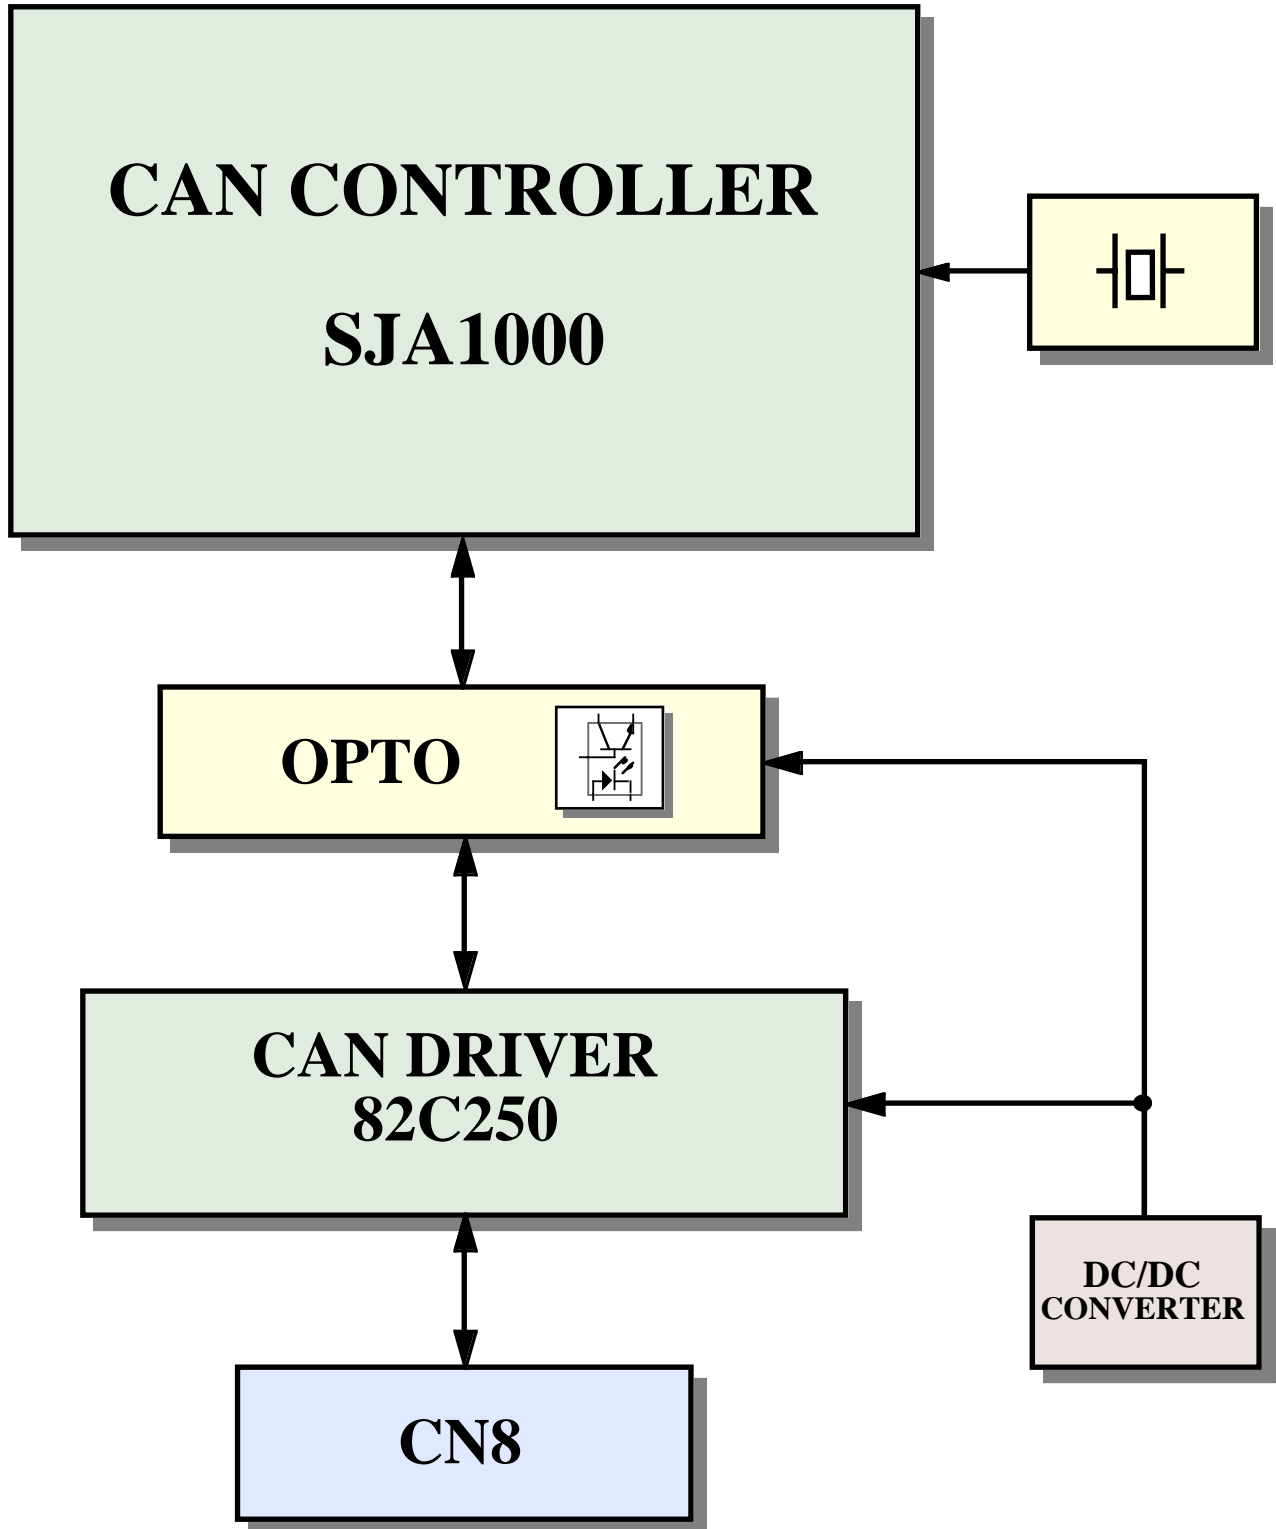 CAN CONTROLLER
SJA1000
OPTO
CAN DRIVER
82C250
DC/DC
CONVERTER
CN8